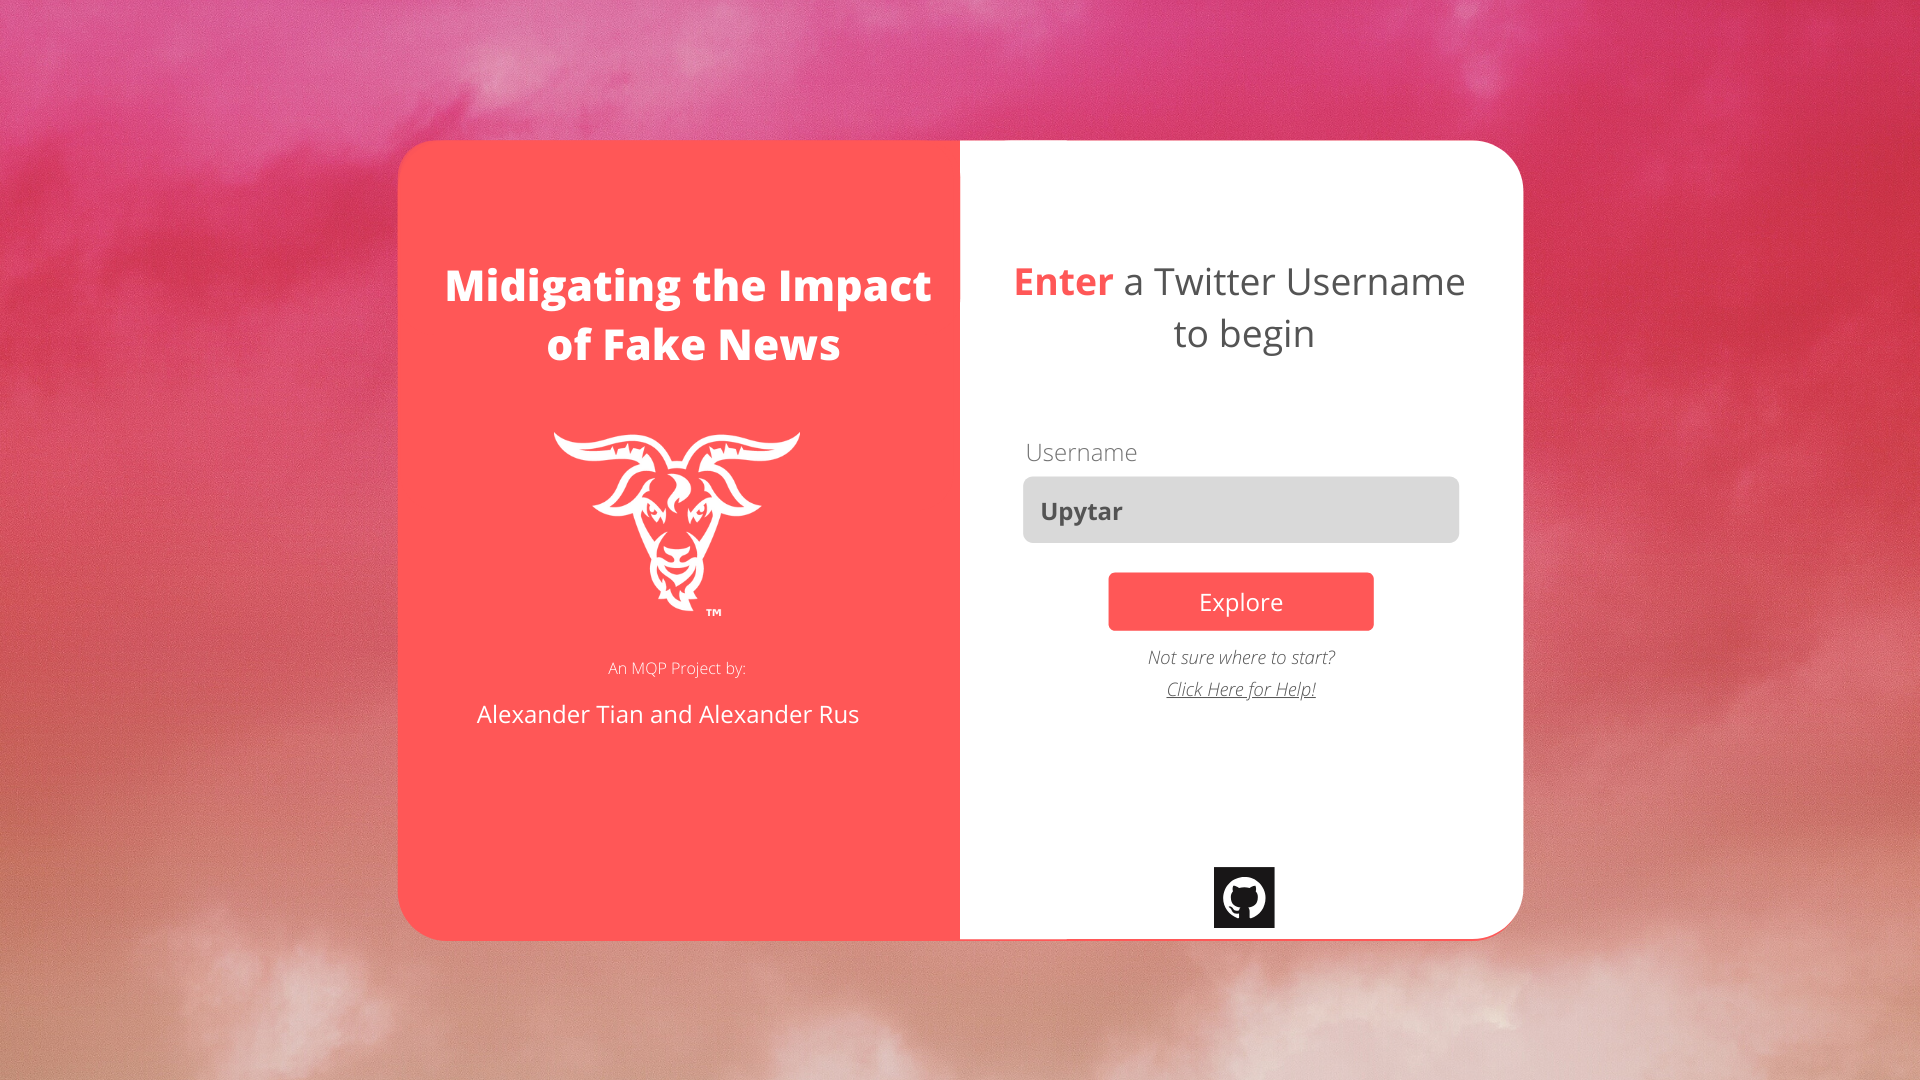 Midigating the Impact
of Fake News
TM
An MQP Project by:
Alexander Tian and Alexander Rus
Enter a Twitter Username
to begin
Username
Upytar
Explore
Not sure where to start?
Click Here for Help!